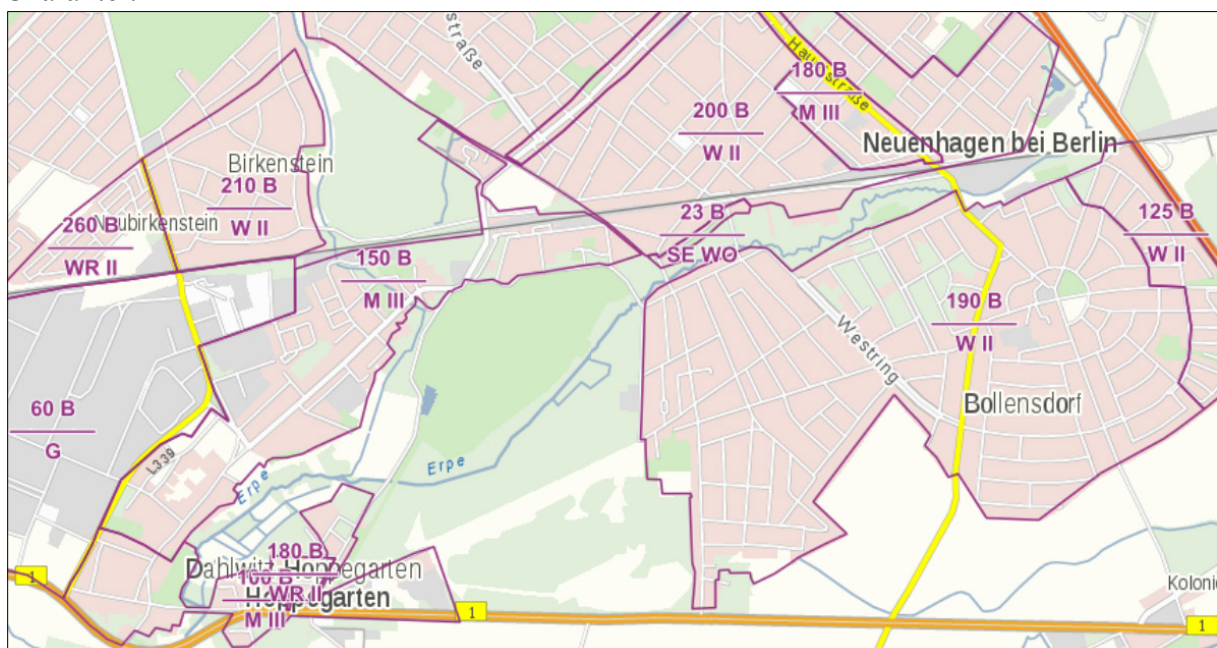 straße
Hauptstraße
180 B
M III
200 B
W II
Neuenhagen bei Berlin
Birkenstein
210 B
W II
260 B
Neubirkenstein
WR II
23 B
SE WO
125 B
W II
150 B
M III
190 B
W II
Westring
Bollensdorf
60 B
G
L339
Erpe
Erpe
180 B
Dahlwitz-Hoppegarten
100 B
WR II
Hoppegarten
M III
1
1
1
Kolonie